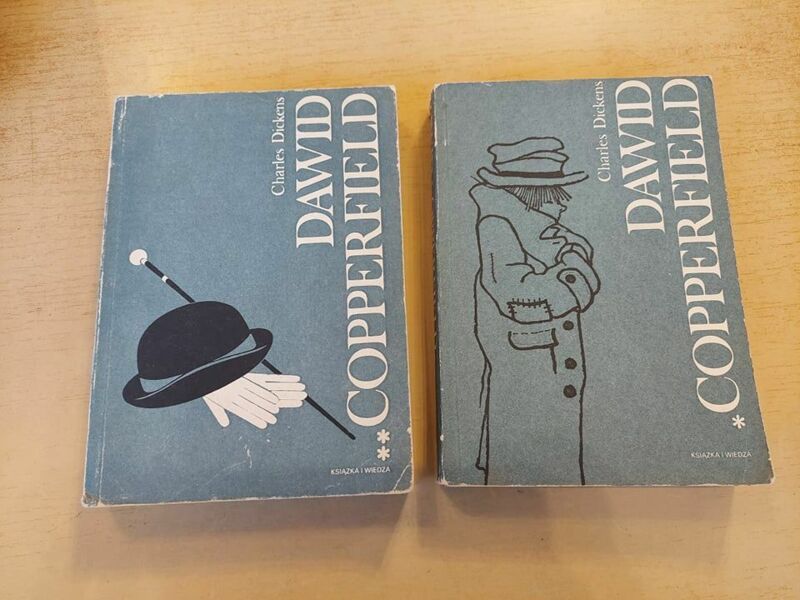 Charles Dickens
DAWID
COPPERFIELD
**
KSIĄŻKA I WIEDZA
Charles Dickens
DAWID
COPPERFIELD
*
KSIĄŻKA I WIEDZA